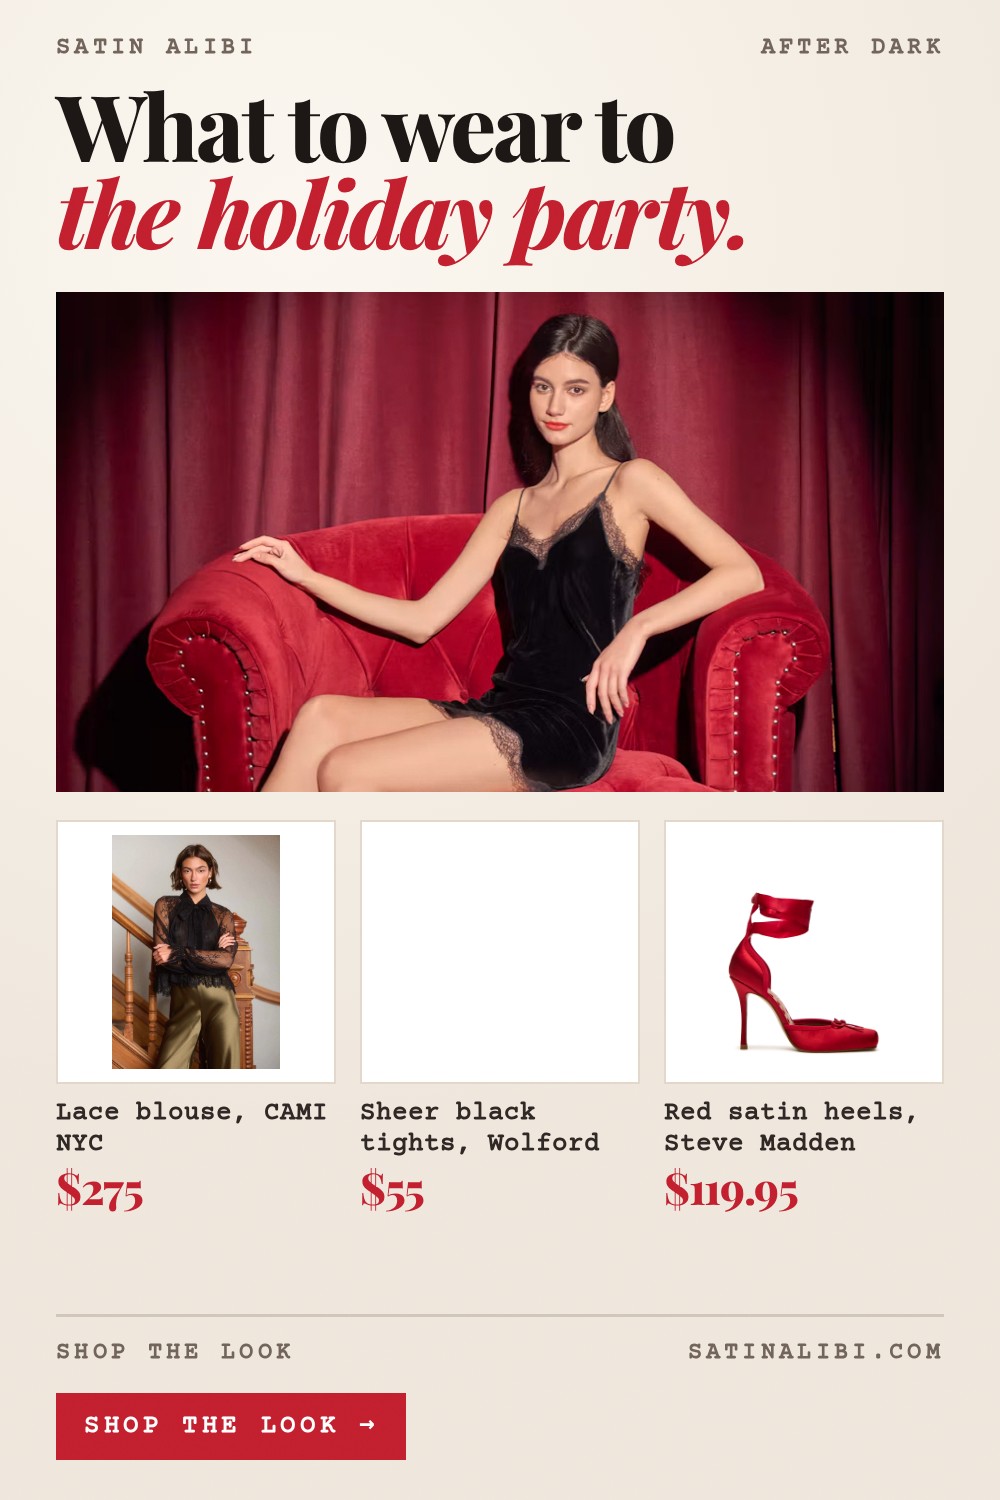 SATIN ALIBI
AFTER DARK
What to wear to
the holiday party.
Lace blouse, CAMI
NYC
$275
Sheer black
tights, Wolford
$55
Red satin heels,
Steve Madden
$119.95
SHOP THE LOOK
SATINALIBI.COM
SHOP THE LOOK →